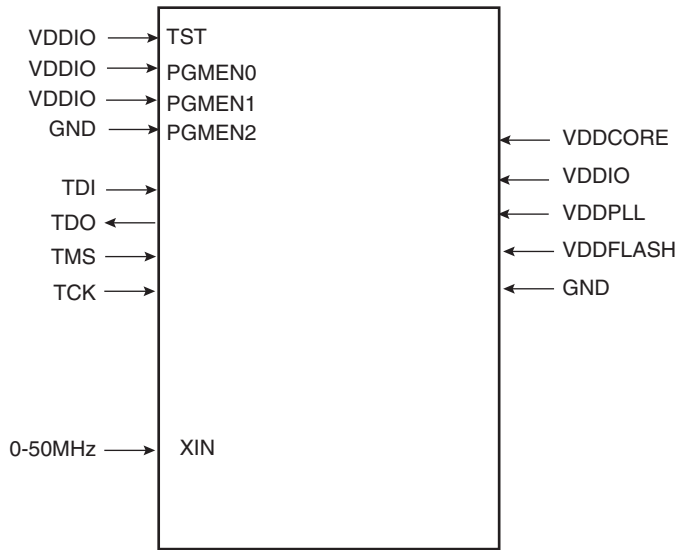 VDDIO TST
VDDIO PGMEN0
VDDIO PGMEN1
GND PGMEN2
VDDCORE
VDDIO
TDI
VDDPLL
TDO
VDDFLASH
TMS
GND
TCK
0-50MHz XIN